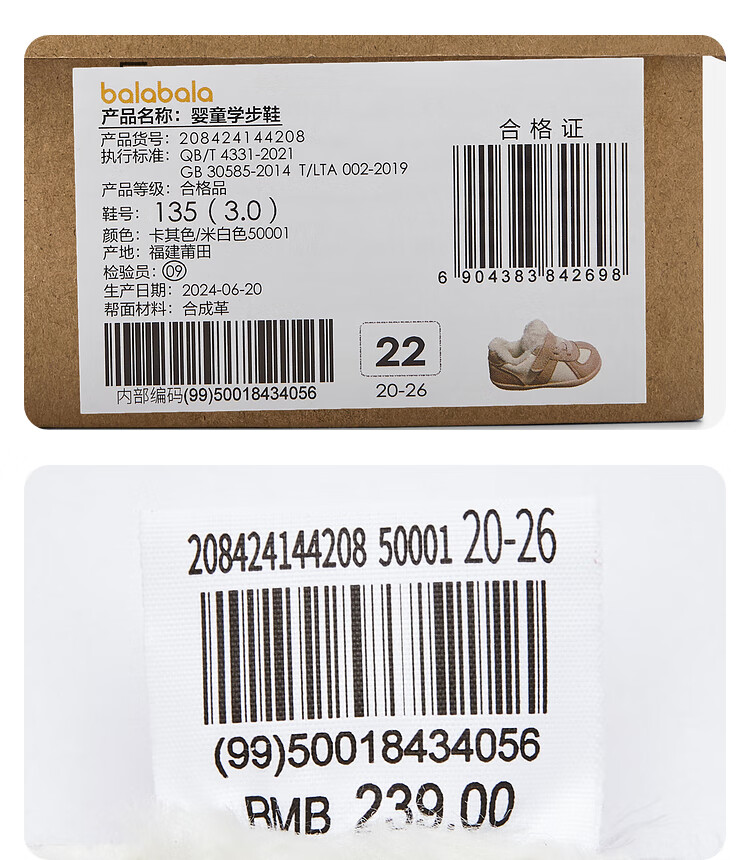 balabala
产品名称：婴童学步鞋
产品货号：208424144208
执行标准：QB/T 4331-2021
GB 30585-2014 T/LTA 002-2019
产品等级：合格品
鞋号：135（3.0）
颜色：卡其色/米白色50001
产地：福建莆田
检验员：09
生产日期：2024-06-20
帮面材料：合成革
内部编码(99)50018434056
22
20-26
合格证
6 904383 842698
208424144208 50001 20-26
(99)50018434056
RMB 239.00